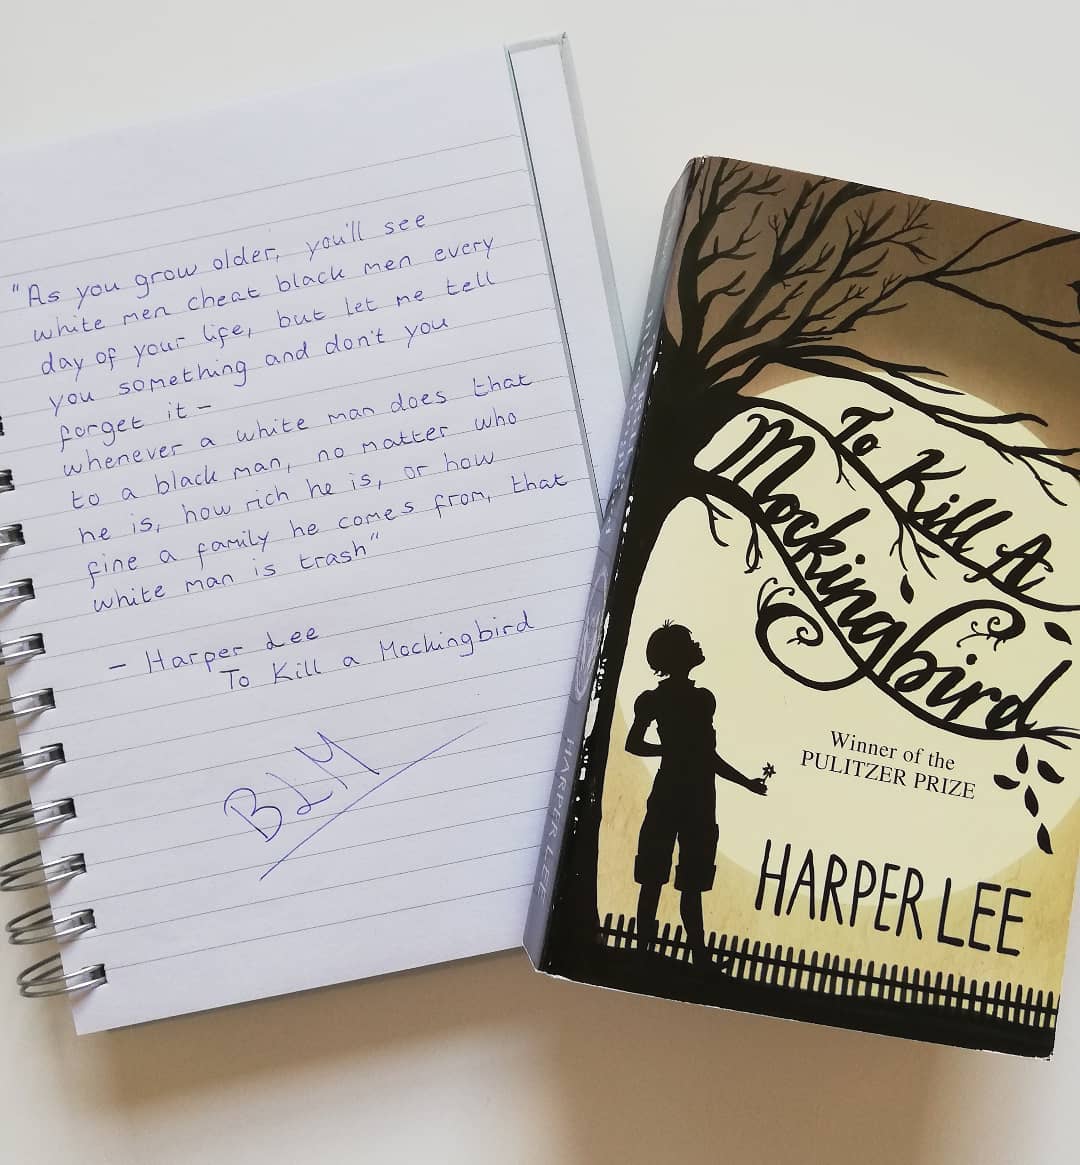 "As you grow older, you'll see
white men cheat black men every
day of your life, but let me tell
you something and don't you
forget it -
whenever a white man does that
to a black man, no matter who
he is, how rich he is, or how
fine a family he comes from, that
white man is trash"
- Harper Lee
To Kill a Mockingbird
BLM
To Kill A
Mockingbird
Winner of the
PULITZER PRIZE
HARPER LEE
HARPER LEE